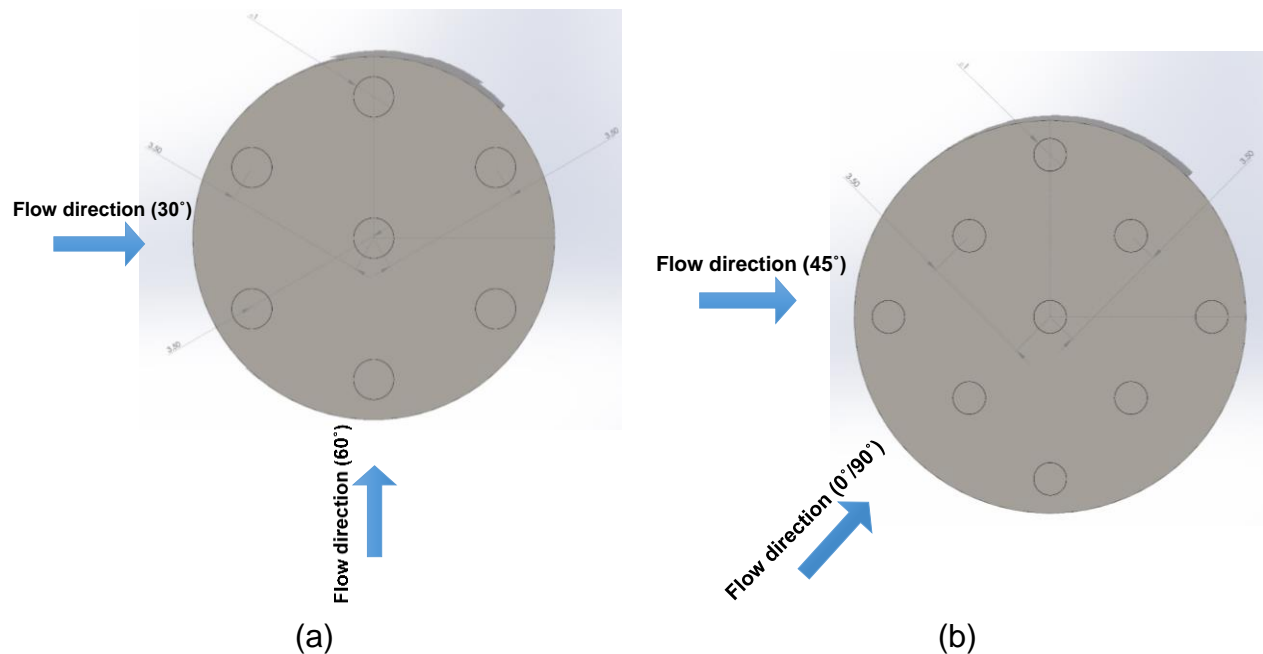 3.50
3.50
Flow direction (30˚)
3.50
Flow direction (60˚)
(a)
3.50
3.50
Flow direction (45˚)
Flow direction (0˚/90˚)
(b)